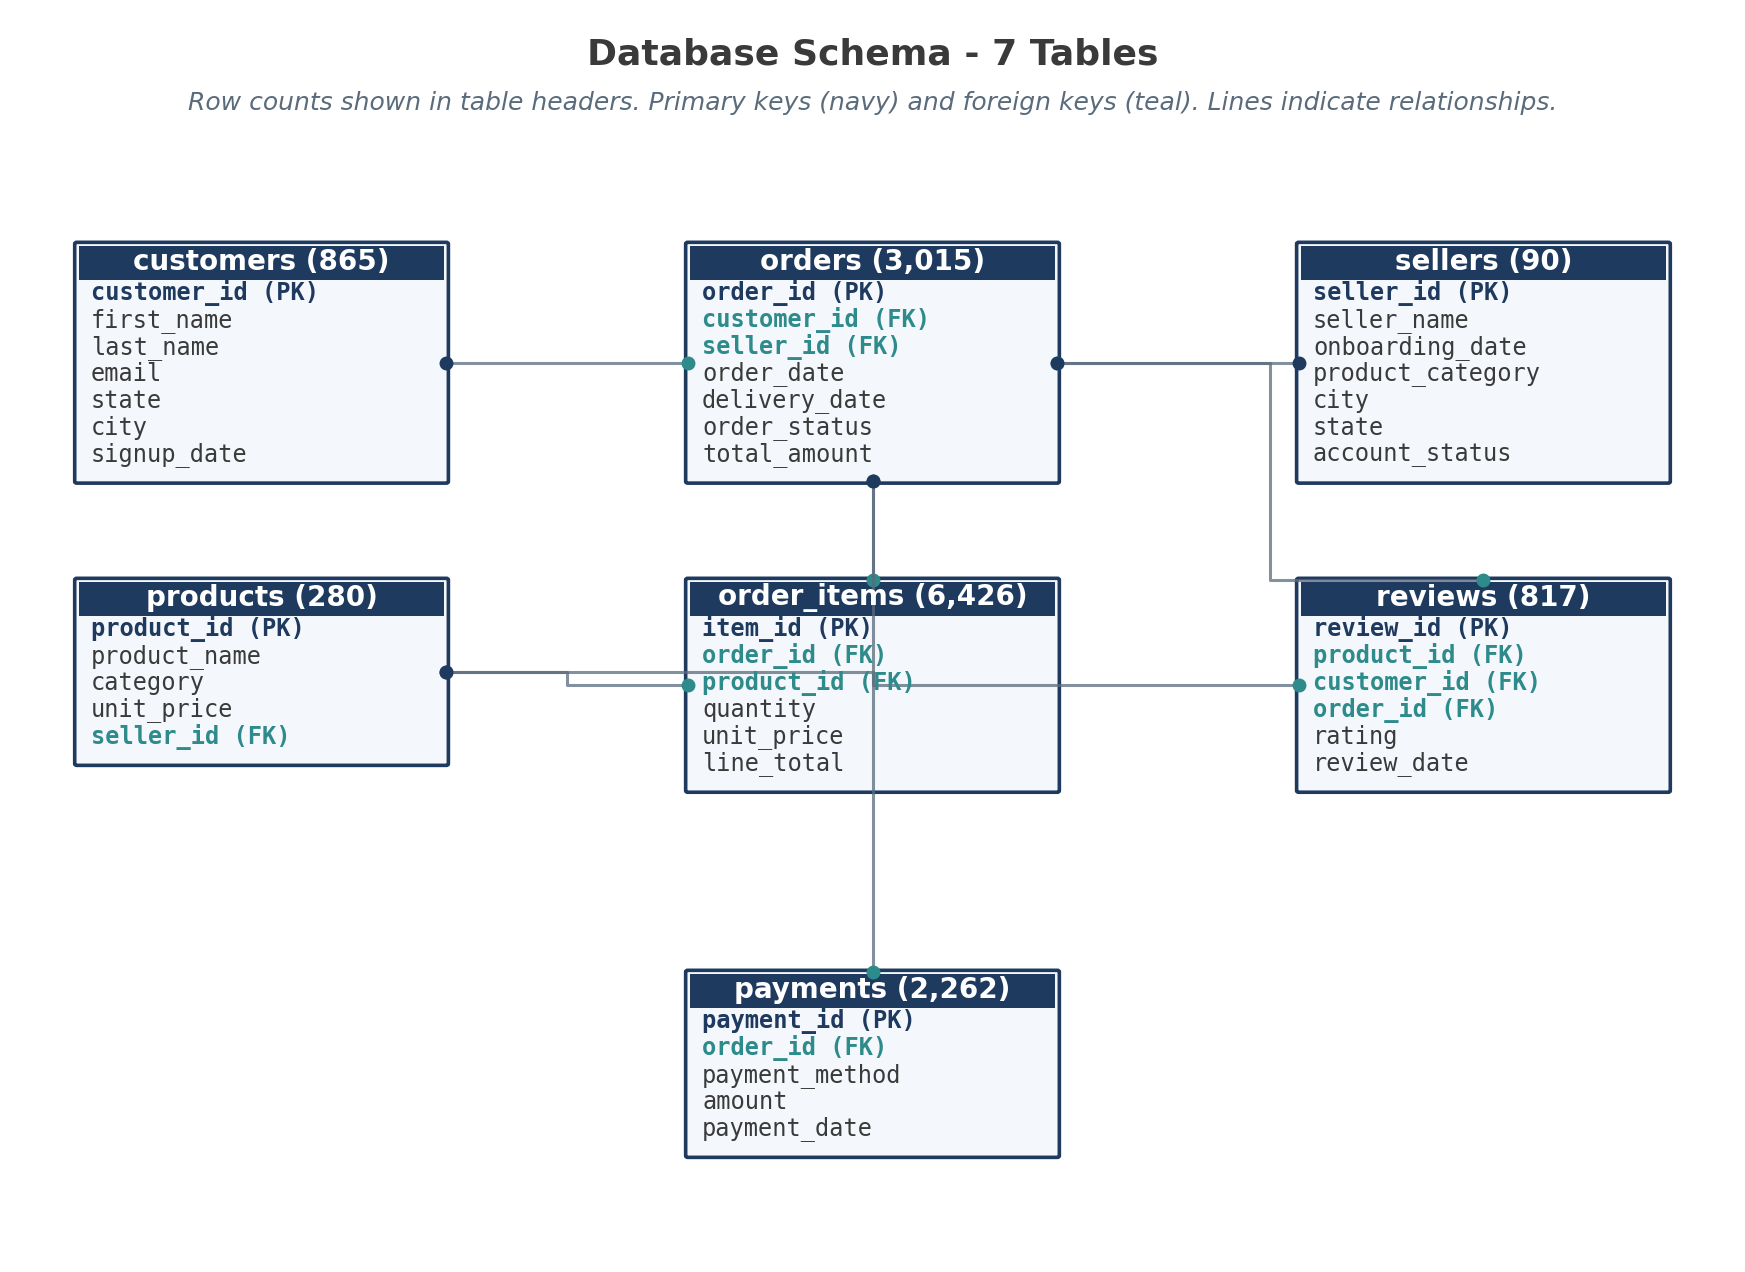 Database Schema - 7 Tables
Row counts shown in table headers. Primary keys (navy) and foreign keys (teal). Lines indicate relationships.
customers (865)
customer_id (PK)
first_name
last_name
email
state
city
signup_date
orders (3,015)
order_id (PK)
customer_id (FK)
seller_id (FK)
order_date
delivery_date
order_status
total_amount
sellers (90)
seller_id (PK)
seller_name
onboarding_date
product_category
city
state
account_status
products (280)
product_id (PK)
product_name
category
unit_price
seller_id (FK)
order_items (6,426)
item_id (PK)
order_id (FK)
product_id (FK)
quantity
unit_price
line_total
reviews (817)
review_id (PK)
product_id (FK)
customer_id (FK)
order_id (FK)
rating
review_date
payments (2,262)
payment_id (PK)
order_id (FK)
payment_method
amount
payment_date